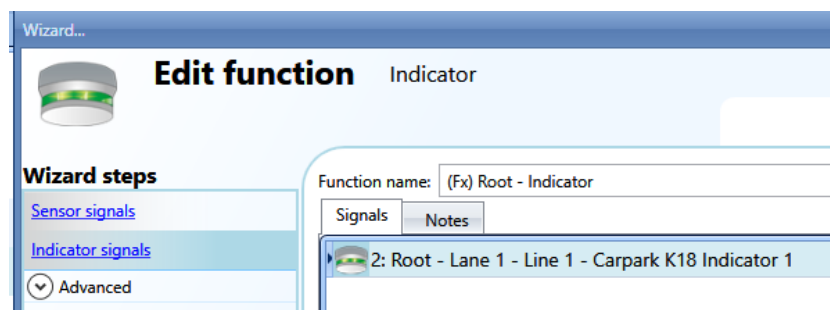 Wizard...
Edit function Indicator
Wizard steps
Function name: (Fx) Root - Indicator
Sensor signals
Signals Notes
Indicator signals
2: Root - Lane 1 - Line 1 - Carpark K18 Indicator 1
Advanced